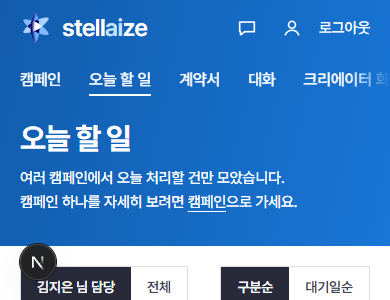 stellaize
로그아웃
캠페인 오늘 할 일 계약서 대화 크리에이터
오늘 할 일
여러 캠페인에서 오늘 처리할 건만 모았습니다.
캠페인 하나를 자세히 보려면 캠페인으로 가세요.
N
김지은 님 담당 전체 구분순 대기일순